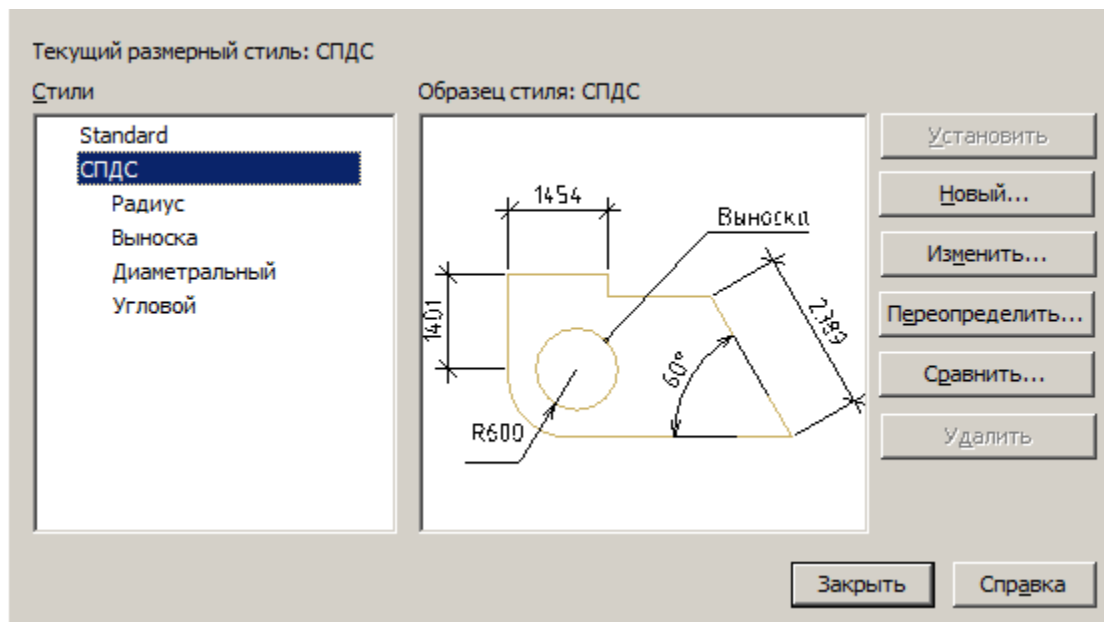 Текущий размерный стиль: СПДС
Стили
Образец стиля: СПДС
Standard
СПДС
Радиус
Выноска
Диаметральный
Угловой
1454
Выноска
1401
2389
60°
R600
Установить
Новый...
Изменить...
Переопределить...
Сравнить...
Удалить
Закрыть
Справка